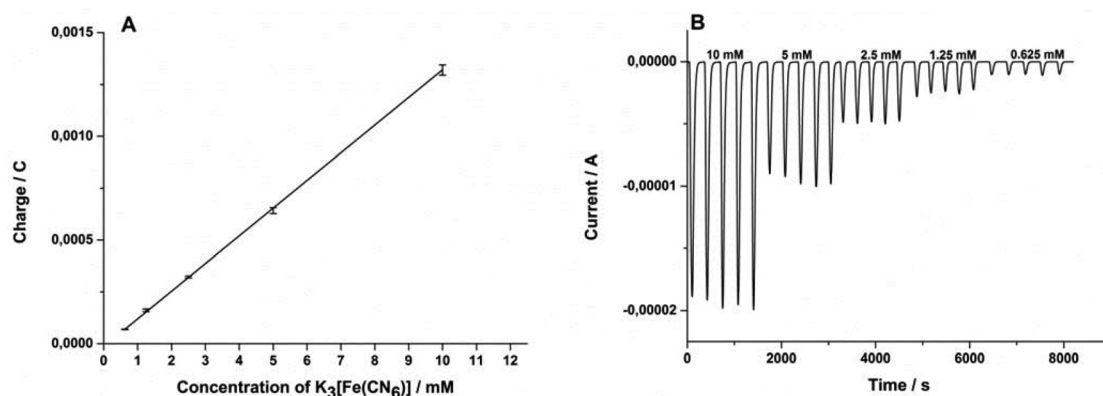 A
0,0015
0,0010
0,0005
0,0000
Charge / C
0 1 2 3 4 5 6 7 8 9 10 11 12
Concentration of K3[Fe(CN6)] / mM
B
10 mM 5 mM 2.5 mM 1.25 mM 0.625 mM
0,00000
-0,00001
-0,00002
Current / A
0 2000 4000 6000 8000
Time / s